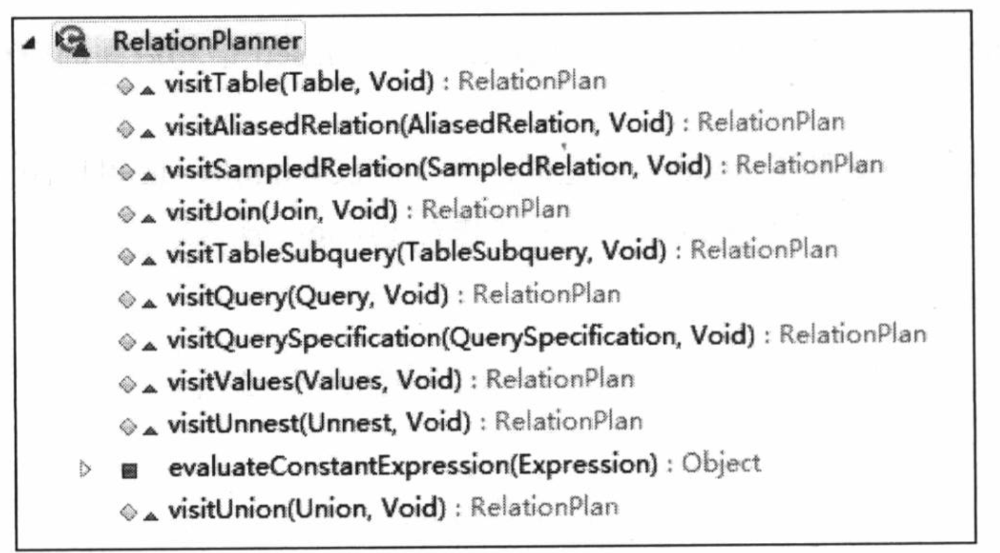 RelationPlanner
visitTable(Table, Void) : RelationPlan
visitAliasedRelation(AliasedRelation, Void) : RelationPlan
visitSampledRelation(SampledRelation, Void) : RelationPlan
visitJoin(Join, Void) : RelationPlan
visitTableSubquery(TableSubquery, Void) : RelationPlan
visitQuery(Query, Void) : RelationPlan
visitQuerySpecification(QuerySpecification, Void) : RelationPlan
visitValues(Values, Void) : RelationPlan
visitUnnest(Unnest, Void) : RelationPlan
evaluateConstantExpression(Expression) : Object
visitUnion(Union, Void) : RelationPlan